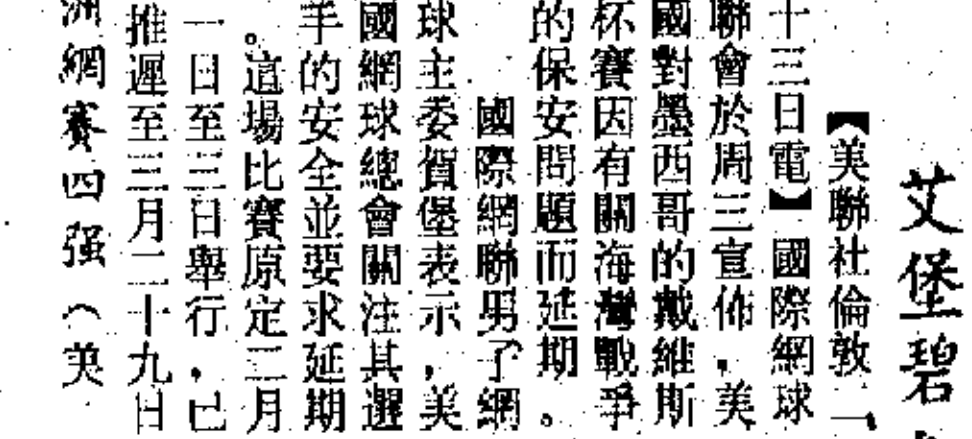 艾堡碧
【美聯社倫敦二
十三日電】國際網球
聯會於周三宣佈，美
國對墨西哥的戴維斯
杯賽因有關海灣戰爭
的保安問題而延期。
國際網聯男子網
球主委賀堡表示，美
國網球總會關注其選
手的安全並要求延期
。這場比賽原定二月
一日至三日舉行，已
推遲至三月二十九日
洲網賽四强（美